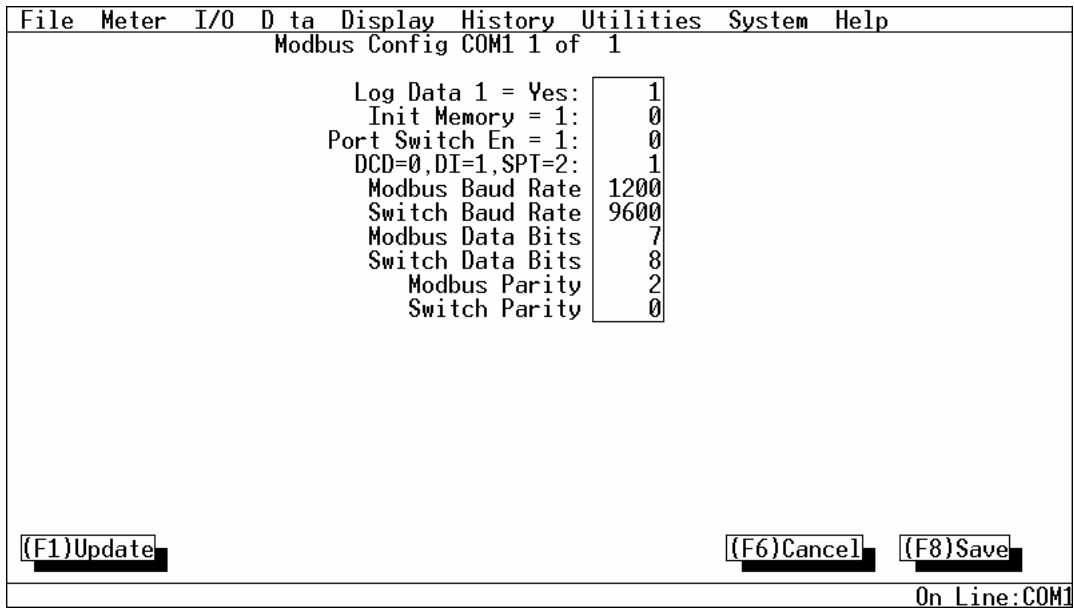 File Meter I/O D ta Display History Utilities System Help
Modbus Config COM1 1 of 1
Log Data 1 = Yes: 1
Init Memory = 1: 0
Port Switch En = 1: 0
DCD=0,DI=1,SPT=2: 1
Modbus Baud Rate 1200
Switch Baud Rate 9600
Modbus Data Bits 7
Switch Data Bits 8
Modbus Parity 2
Switch Parity 0
(F1)Update (F6)Cancel (F8)Save
On Line:COM1